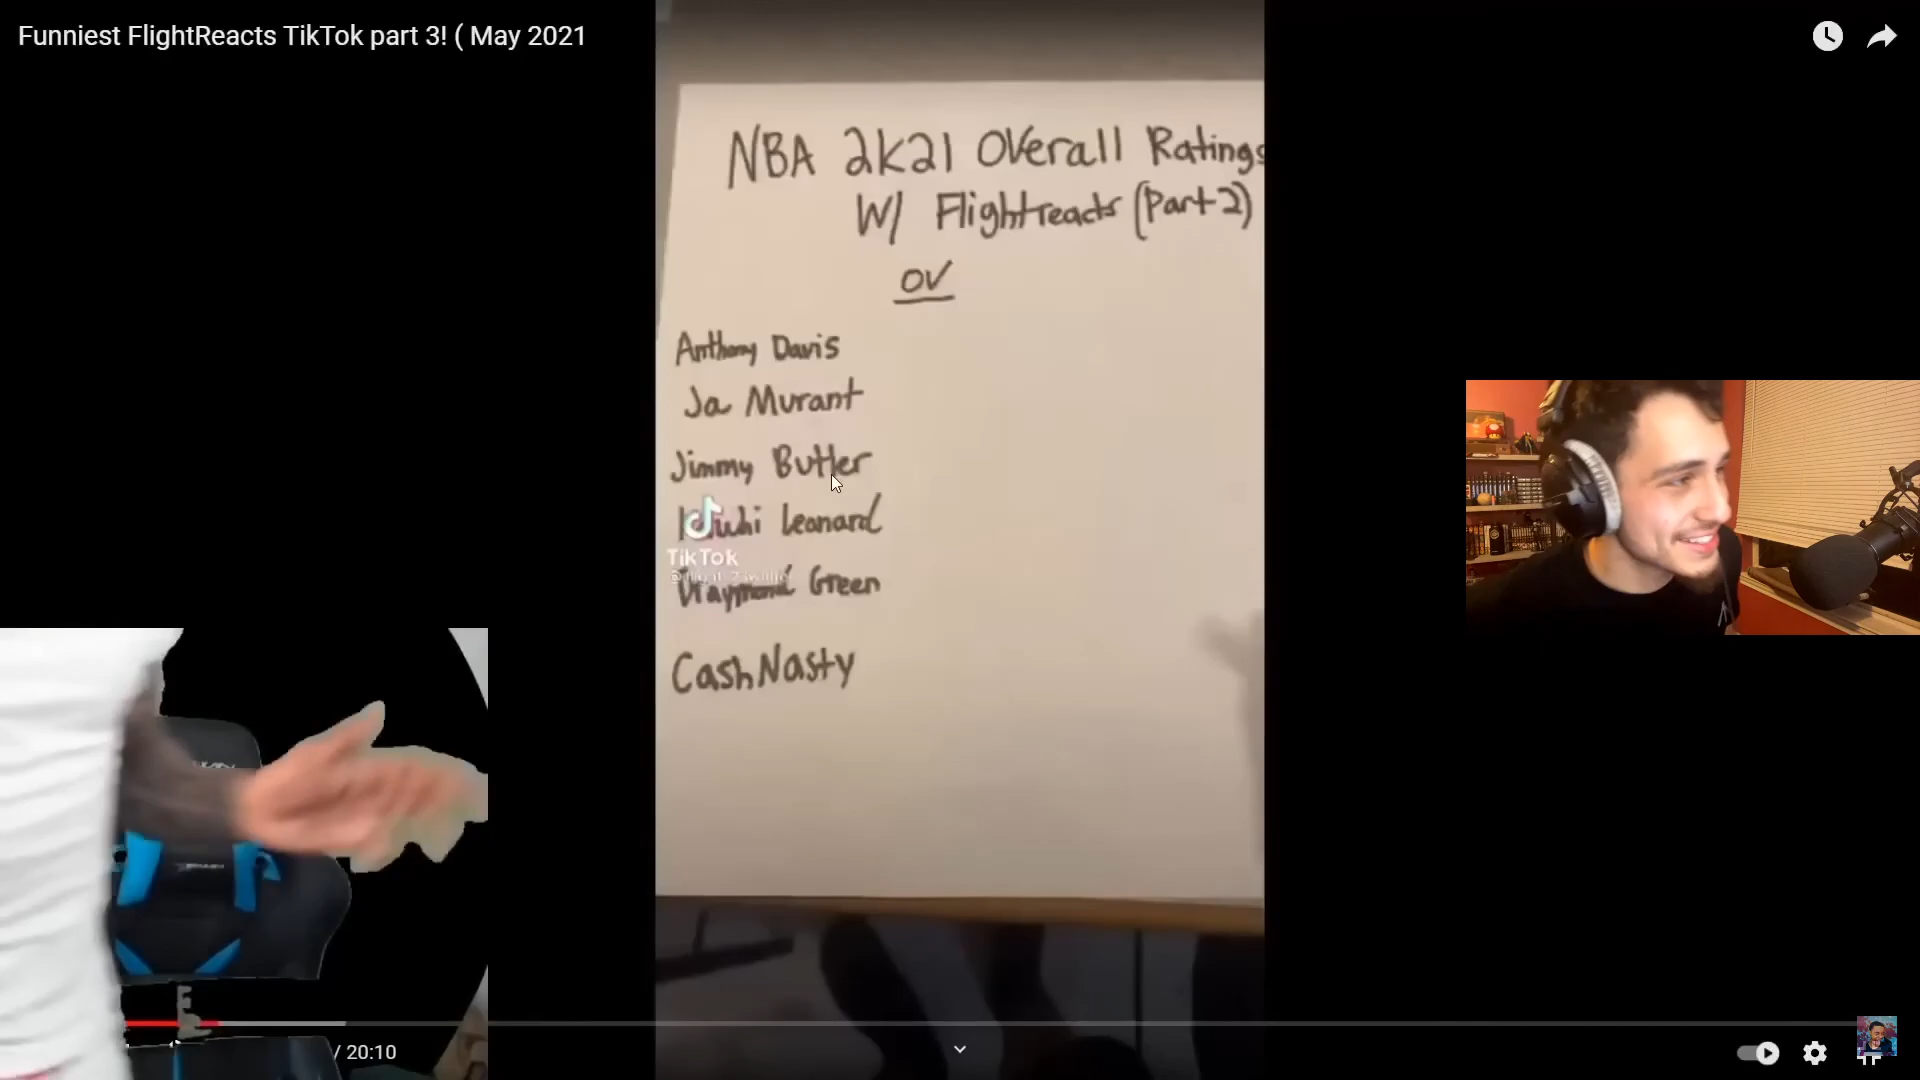 Funniest FlightReacts TikTok part 3! ( May 2021
NBA 2K21 Overall Ratings
W/ Flightreacts (Part 2)
OV
Anthony Davis
Ja Murant
Jimmy Butler
Leonard
TikTok
Green
CashNasty
/ 20:10